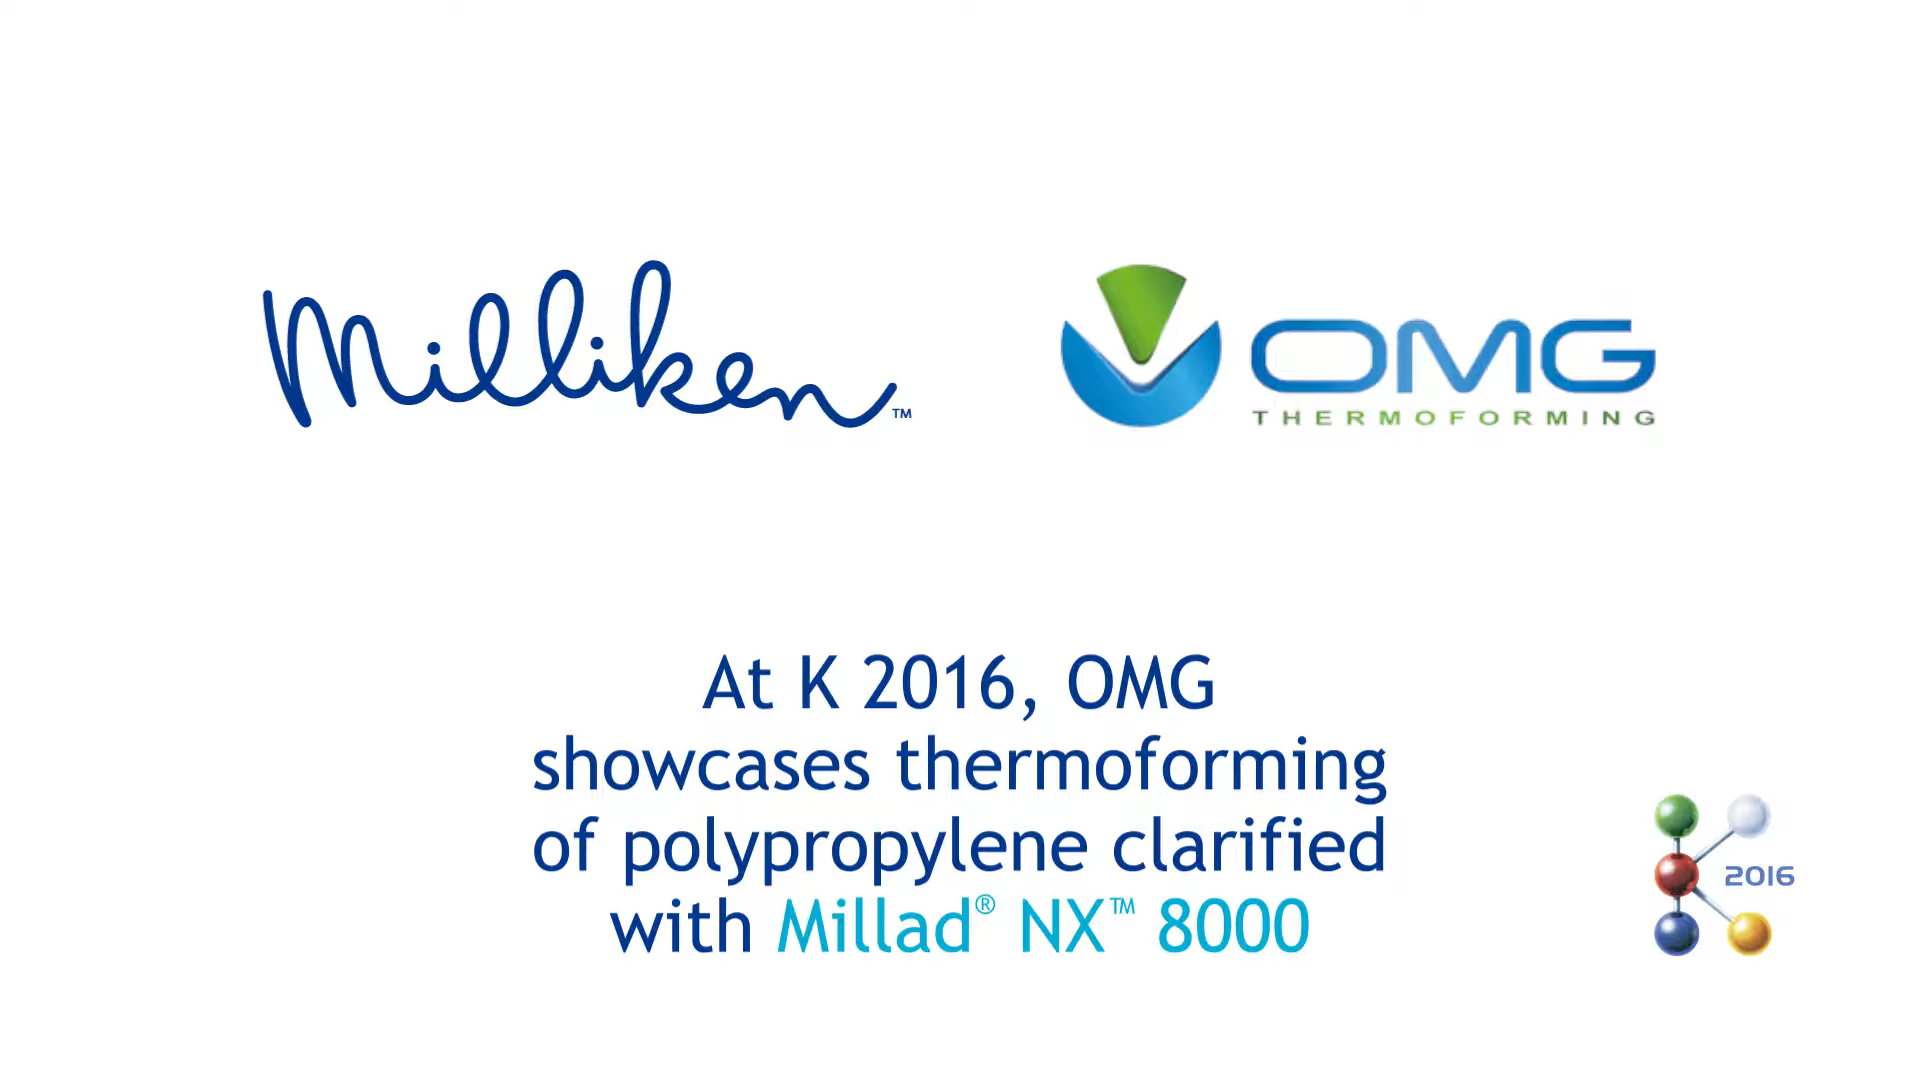 Milliken™
OMG
THERMOFORMING
At K 2016, OMG
showcases thermoforming
of polypropylene clarified
with Millad® NX™ 8000
2016